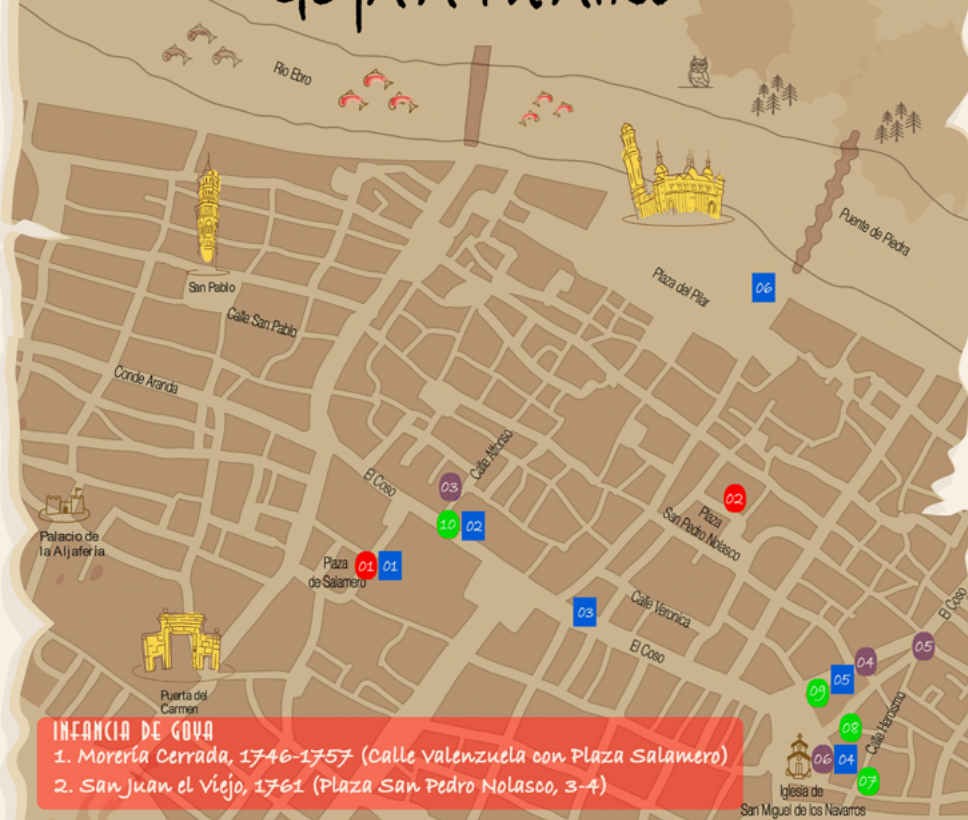 Río Ebro
Puente de Piedra
Plaza del Pilar
06
San Pablo
Calle San Pablo
Conde Aranda
El Coso
Calle Alfonso
03
10
02
02
Plaza
San Pedro Nolasco
Palacio de
la Aljafería
Plaza
de Salamero
01
01
03
Calle Veronica
El Coso
El Coso
05
04
05
09
08
Calle Heroismo
06
04
07
Iglesia de
San Miguel de los Navarros
Puerta del
Carmen
INFANCIA DE GOYA
1. Morería Cerrada, 1746-1757 (Calle Valenzuela con Plaza Salamero)
2. San Juan el Viejo, 1761 (Plaza San Pedro Nolasco, 3-4)